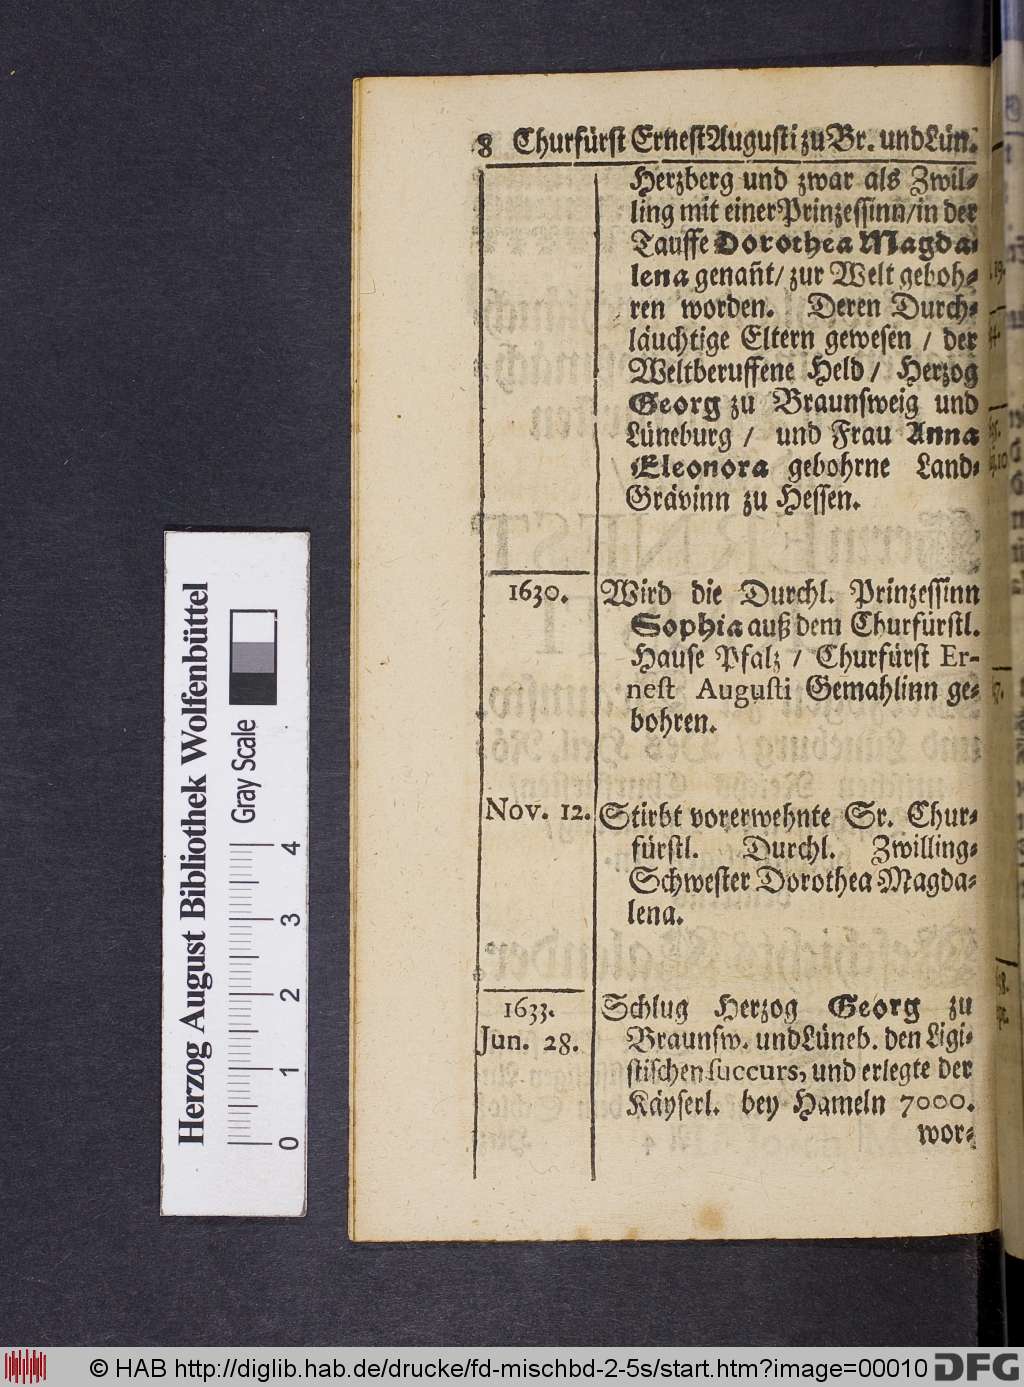 8 Churfürst Ernest Augusti zu Br. und Lün.
Herzberg und zwar als Zwil-
ling mit einer Prinzessinn/in der
Tauffe Dorothea Magda-
lena genañt/ zur Welt geboh-
ren worden. Deren Durch-
läuchtige Eltern gewesen / der
Weltberuffene Held / Herzog
Georg zu Braunsweig und
Lüneburg / und Frau Anna
Eleonora gebohrne Land-
Grävinn zu Hessen.
1630. Wird die Durchl. Prinzessinn
Sophia auß dem Churfürstl.
Hause Pfalz / Churfürst Er-
nest Augusti Gemahlinn ge-
bohren.
Nov. 12. Stirbt vorerwehnte Sr. Chur-
fürstl. Durchl. Zwilling-
Schwester Dorothea Magda-
lena.
1633. Schlug Herzog Georg zu
Jun. 28. Braunsw. und Lüneb. den Ligi-
stischen succurs, und erlegte der
Käyserl. bey Hameln 7000.
wor-
Herzog August Bibliothek Wolfenbüttel
Gray Scale
0 1 2 3 4
© HAB http://diglib.hab.de/drucke/fd-mischbd-2-5s/start.htm?image=00010 DFG